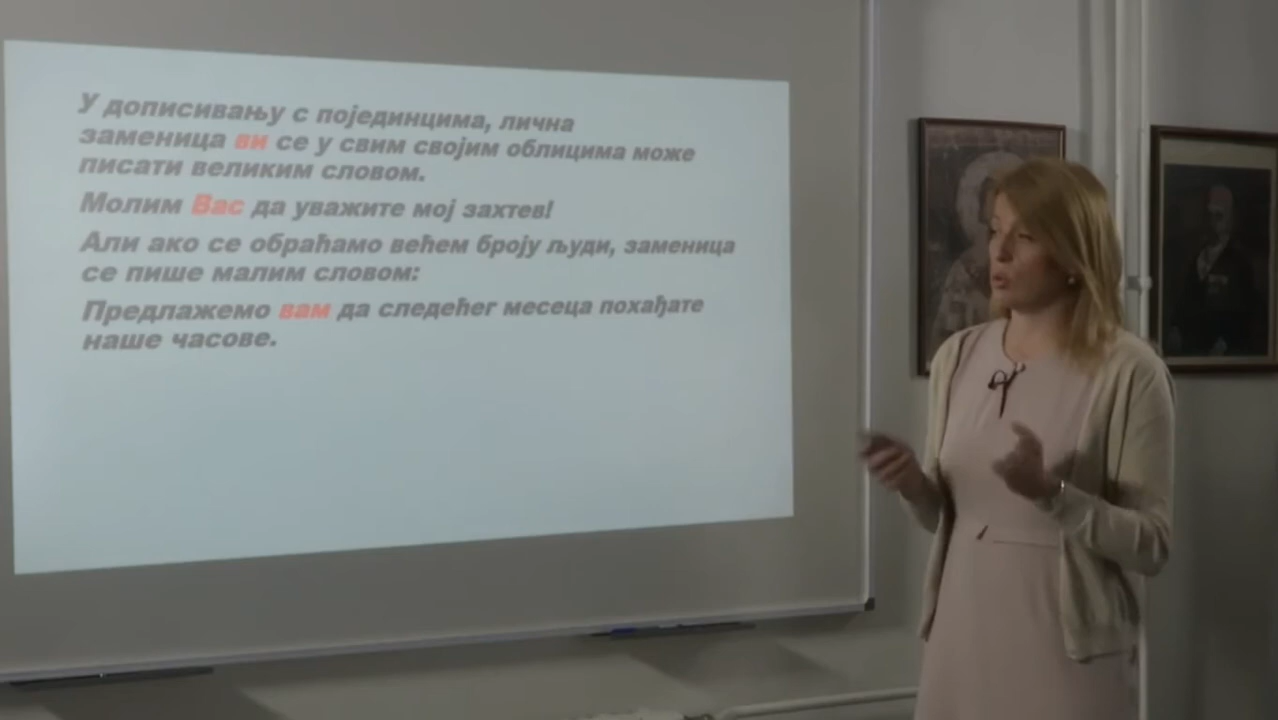 У дописивању с појединцима, лична
заменица ви се у свим својим облицима може
писати великим словом.
Молим Вас да уважите мој захтев!
Али ако се обраћамо већем броју људи, заменица
се пише малим словом:
Предлажемо вам да следећег месеца похађате
наше часове.